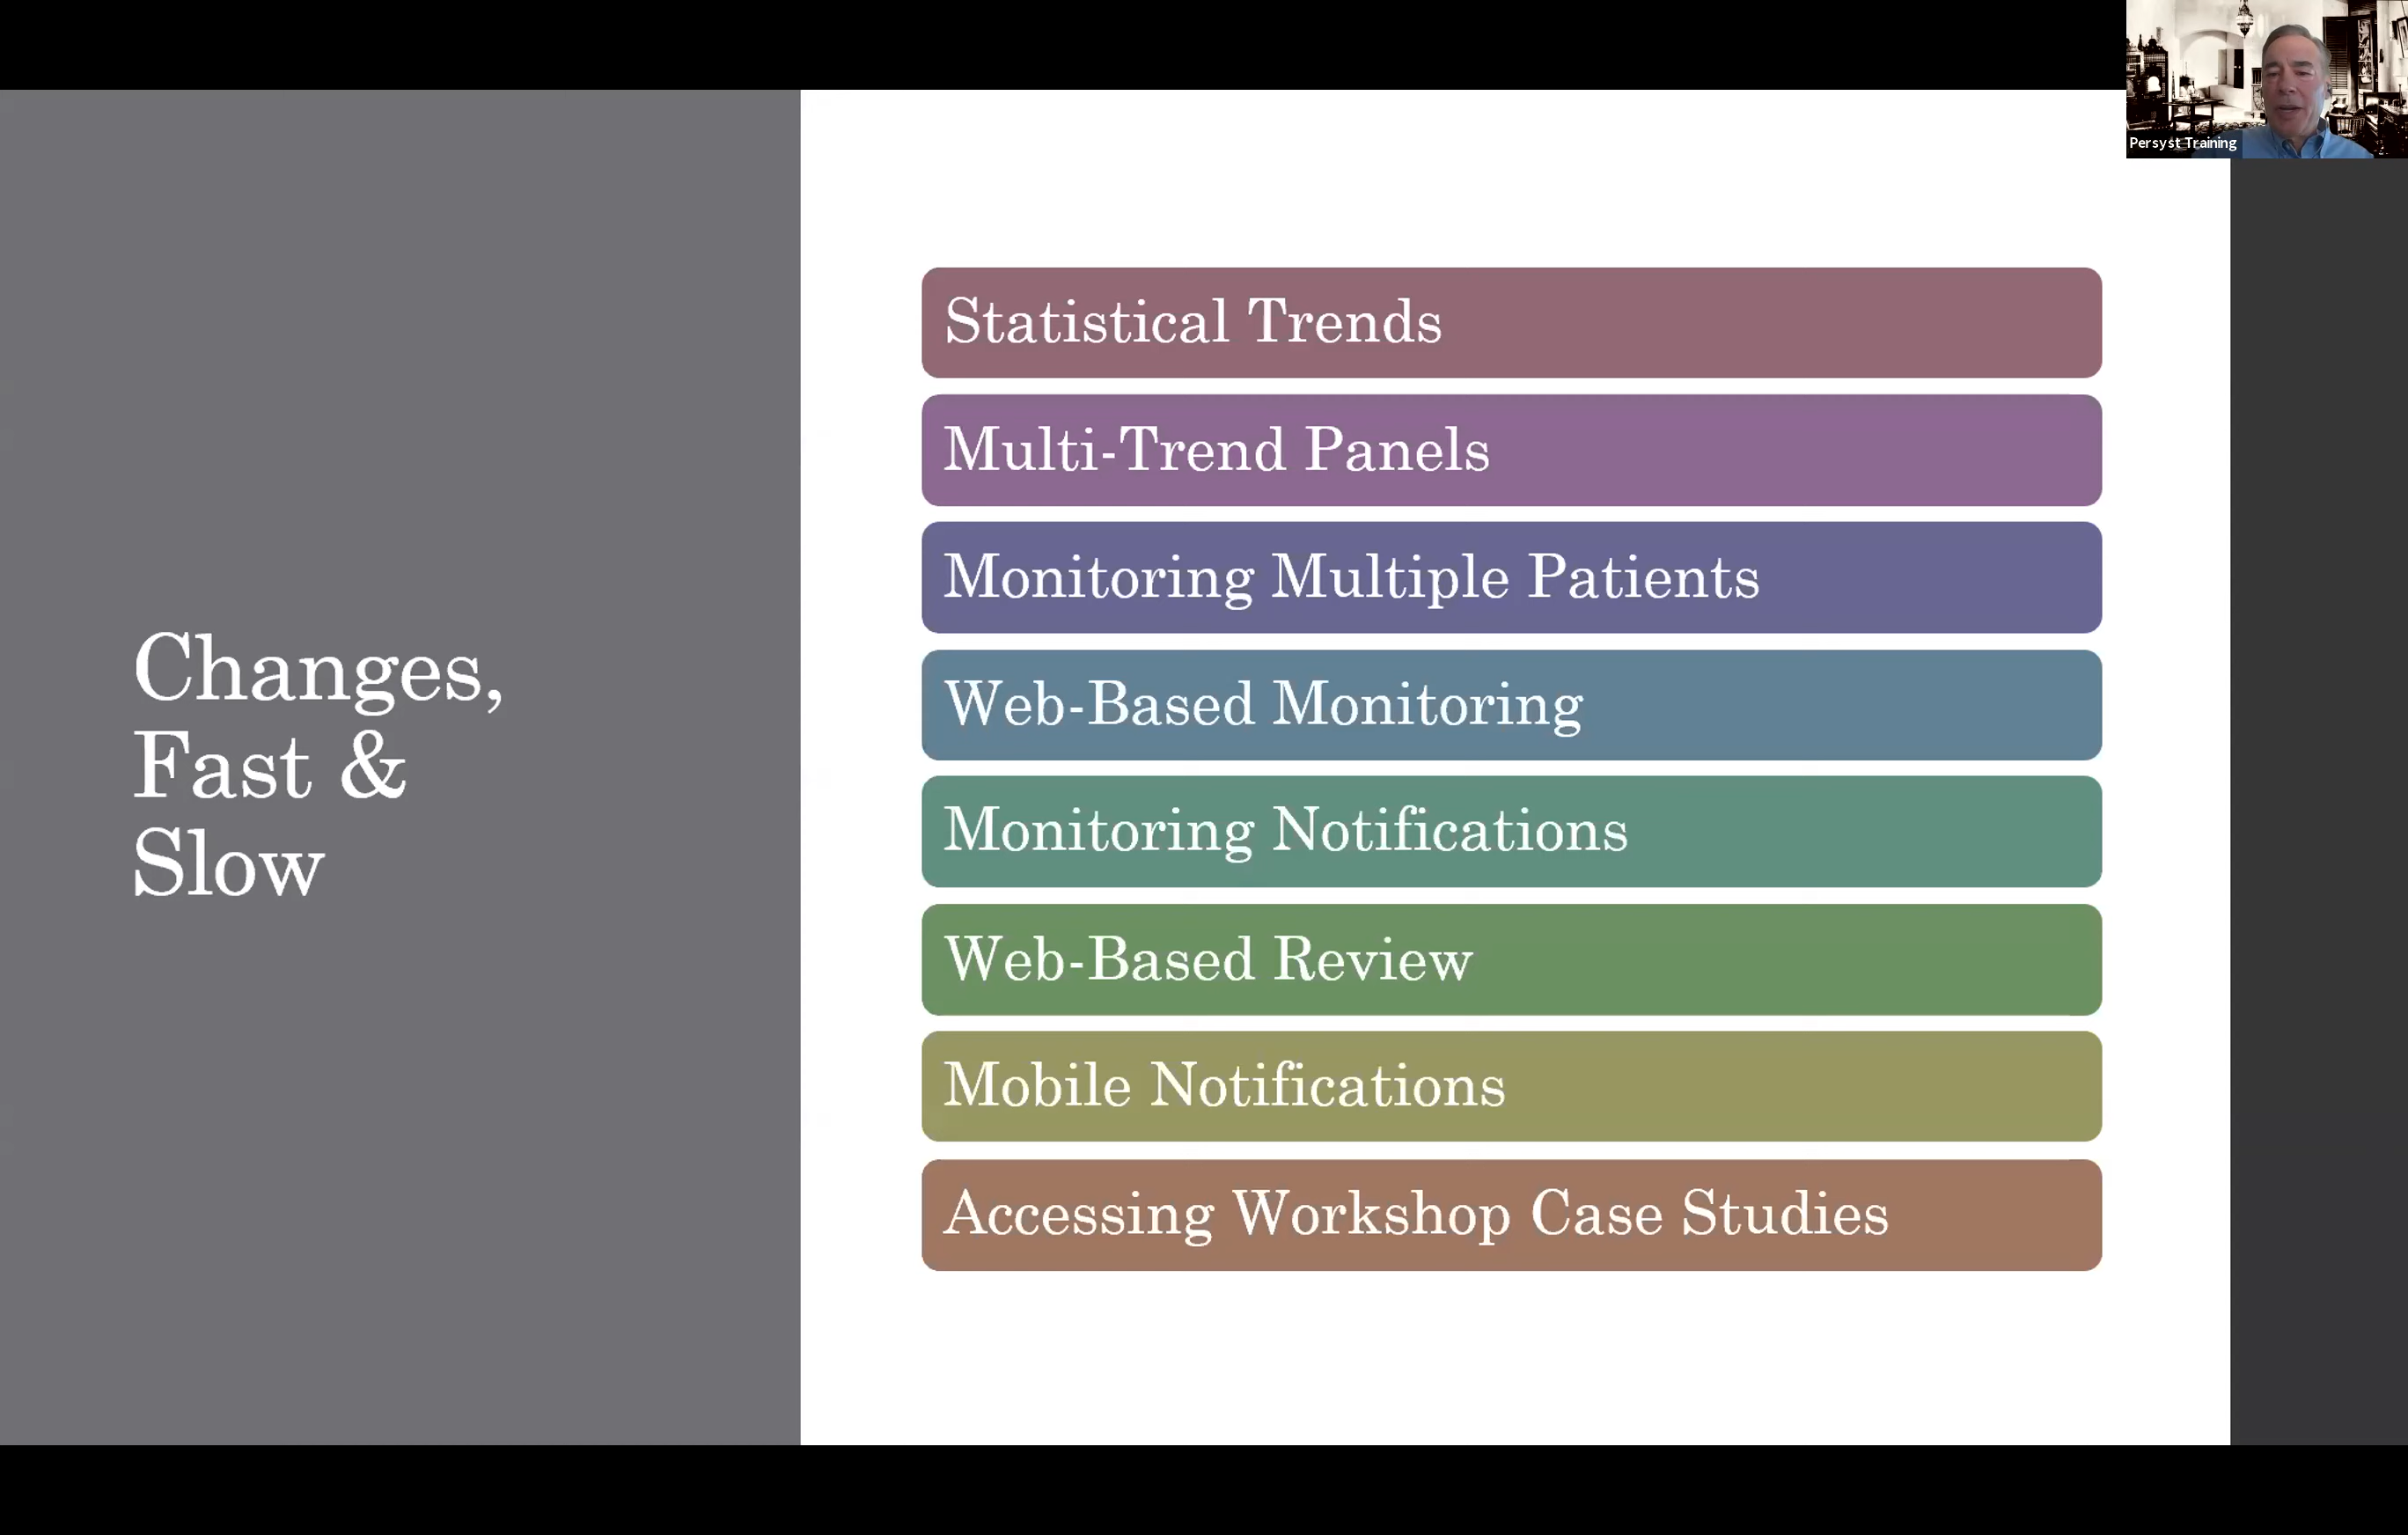 Persyst Training
Changes,
Fast &
Slow
Statistical Trends
Multi-Trend Panels
Monitoring Multiple Patients
Web-Based Monitoring
Monitoring Notifications
Web-Based Review
Mobile Notifications
Accessing Workshop Case Studies